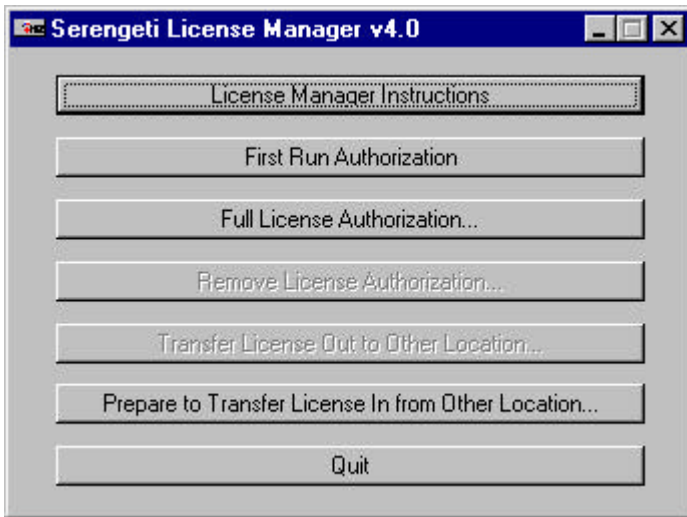 Serengeti License Manager v4.0
License Manager Instructions
First Run Authorization
Full License Authorization...
Remove License Authorization...
Transfer License Out to Other Location...
Prepare to Transfer License In from Other Location...
Quit